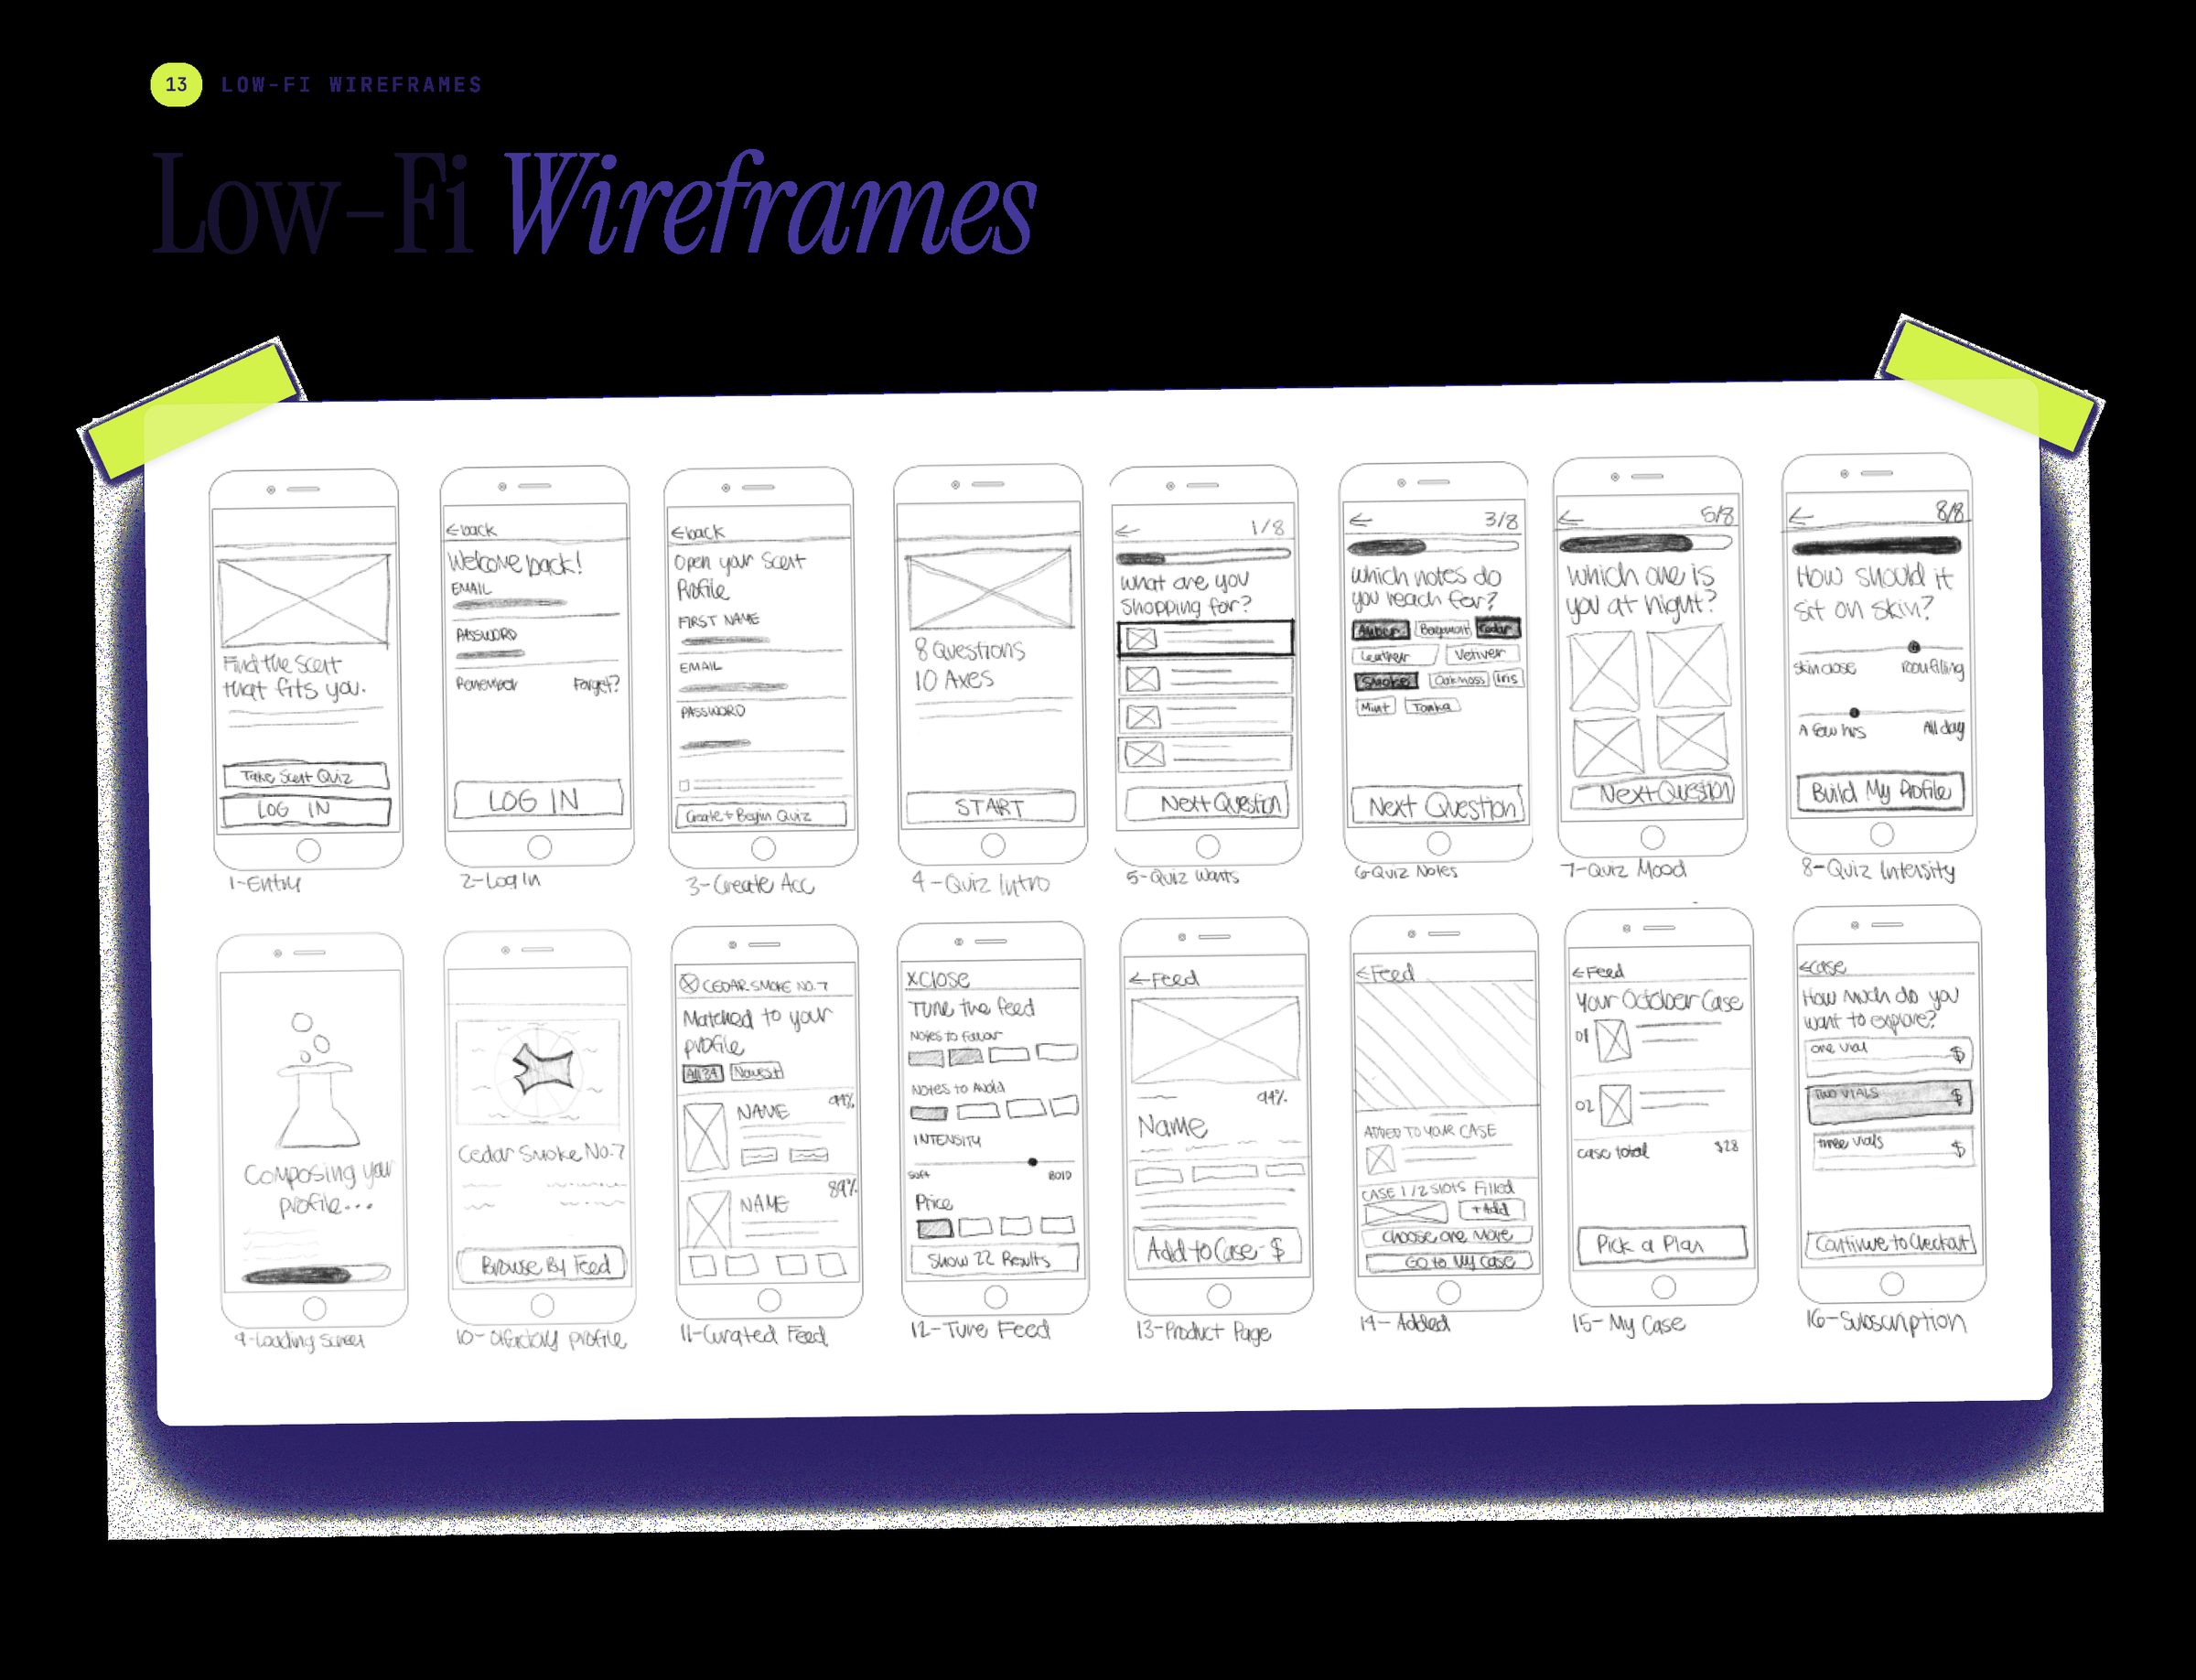 13 LOW-FI WIREFRAMES
Low-Fi Wireframes
Find the Scent
that fits you.
Take Scent Quiz
LOG IN
1-Entry
←back
Welcome back!
EMAIL
PASSWORD
Remember Forget?
LOG IN
2-Log In
←back
Open your Scent
Profile
FIRST NAME
EMAIL
PASSWORD
Create + Begin Quiz
3-Create Acc
8 Questions
10 Axes
START
4-Quiz Intro
← 1/8
What are you
Shopping for?
Next Question
5-Quiz Wants
← 3/8
Which notes do
you reach for?
Amber Bergamont Cedar
Leather Vetiver
Smoke Oakmoss Iris
Mint Tonka
Next Question
6-Quiz Notes
← 5/8
Which one is
you at night?
Next Question
7-Quiz Mood
← 8/8
How should it
sit on skin?
skin close room filling
A few hrs All day
Build My Profile
8-Quiz Intensity
Composing your
profile...
9-Loading Screen
Cedar Smoke No.7
Browse By Feed
10-Olfactory profile
CEDAR SMOKE NO.7
Matched to your
profile
All 24 Newest
NAME 94%
NAME 89%
11-Curated Feed
X Close
Tune the feed
Notes to Favor
Notes to Avoid
INTENSITY
Soft BOLD
Price
Show 22 Results
12-Tune Feed
←Feed
94%
Name
Add to Case-$
13-Product Page
←Feed
ADDED TO YOUR CASE
CASE 1/2 Slots Filled
+Add
Choose one More
Go to My Case
14-Added
←Feed
Your October Case
01
02
case total $28
Pick a Plan
15-My Case
←Case
How much do you
want to explore?
one vial $
TWO VIALS $
three vials $
Continue to Checkout
16-Subscription